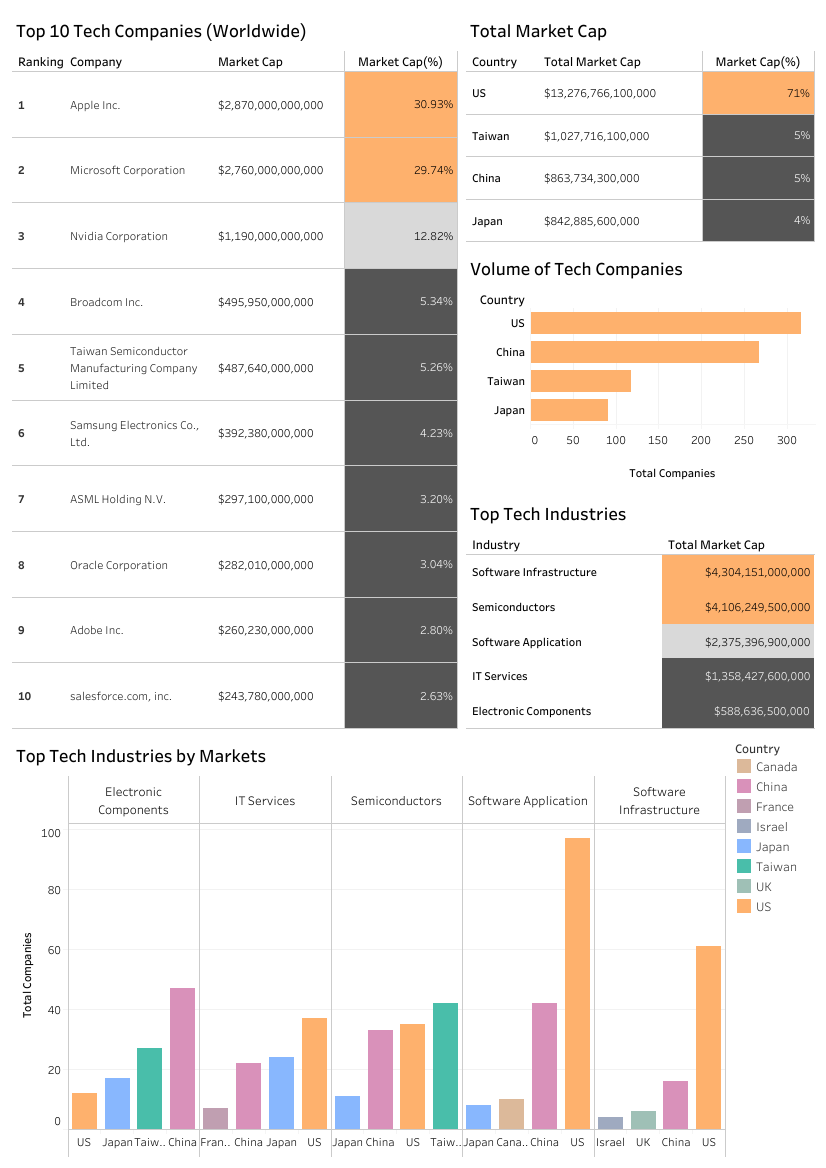 Top 10 Tech Companies (Worldwide)
Ranking Company Market Cap Market Cap(%)
1 Apple Inc. $2,870,000,000,000 30.93%
2 Microsoft Corporation $2,760,000,000,000 29.74%
3 Nvidia Corporation $1,190,000,000,000 12.82%
4 Broadcom Inc. $495,950,000,000 5.34%
Taiwan Semiconductor
5 Manufacturing Company $487,640,000,000 5.26%
Limited
6 Samsung Electronics Co., $392,380,000,000 4.23%
Ltd.
7 ASML Holding N.V. $297,100,000,000 3.20%
8 Oracle Corporation $282,010,000,000 3.04%
9 Adobe Inc. $260,230,000,000 2.80%
10 salesforce.com, inc. $243,780,000,000 2.63%
Total Market Cap
Country Total Market Cap Market Cap(%)
US $13,276,766,100,000 71%
Taiwan $1,027,716,100,000 5%
China $863,734,300,000 5%
Japan $842,885,600,000 4%
Volume of Tech Companies
Country
US
China
Taiwan
Japan
0 50 100 150 200 250 300
Total Companies
Top Tech Industries
Industry Total Market Cap
Software Infrastructure $4,304,151,000,000
Semiconductors $4,106,249,500,000
Software Application $2,375,396,900,000
IT Services $1,358,427,600,000
Electronic Components $588,636,500,000
Top Tech Industries by Markets
Electronic
Components
IT Services
Semiconductors
Software Application
Software
Infrastructure
100
80
60
40
20
0
Total Companies
US Japan Taiw.. China Fran.. China Japan US Japan China US Taiw.. Japan Cana.. China US Israel UK China US
Country
Canada
China
France
Israel
Japan
Taiwan
UK
US